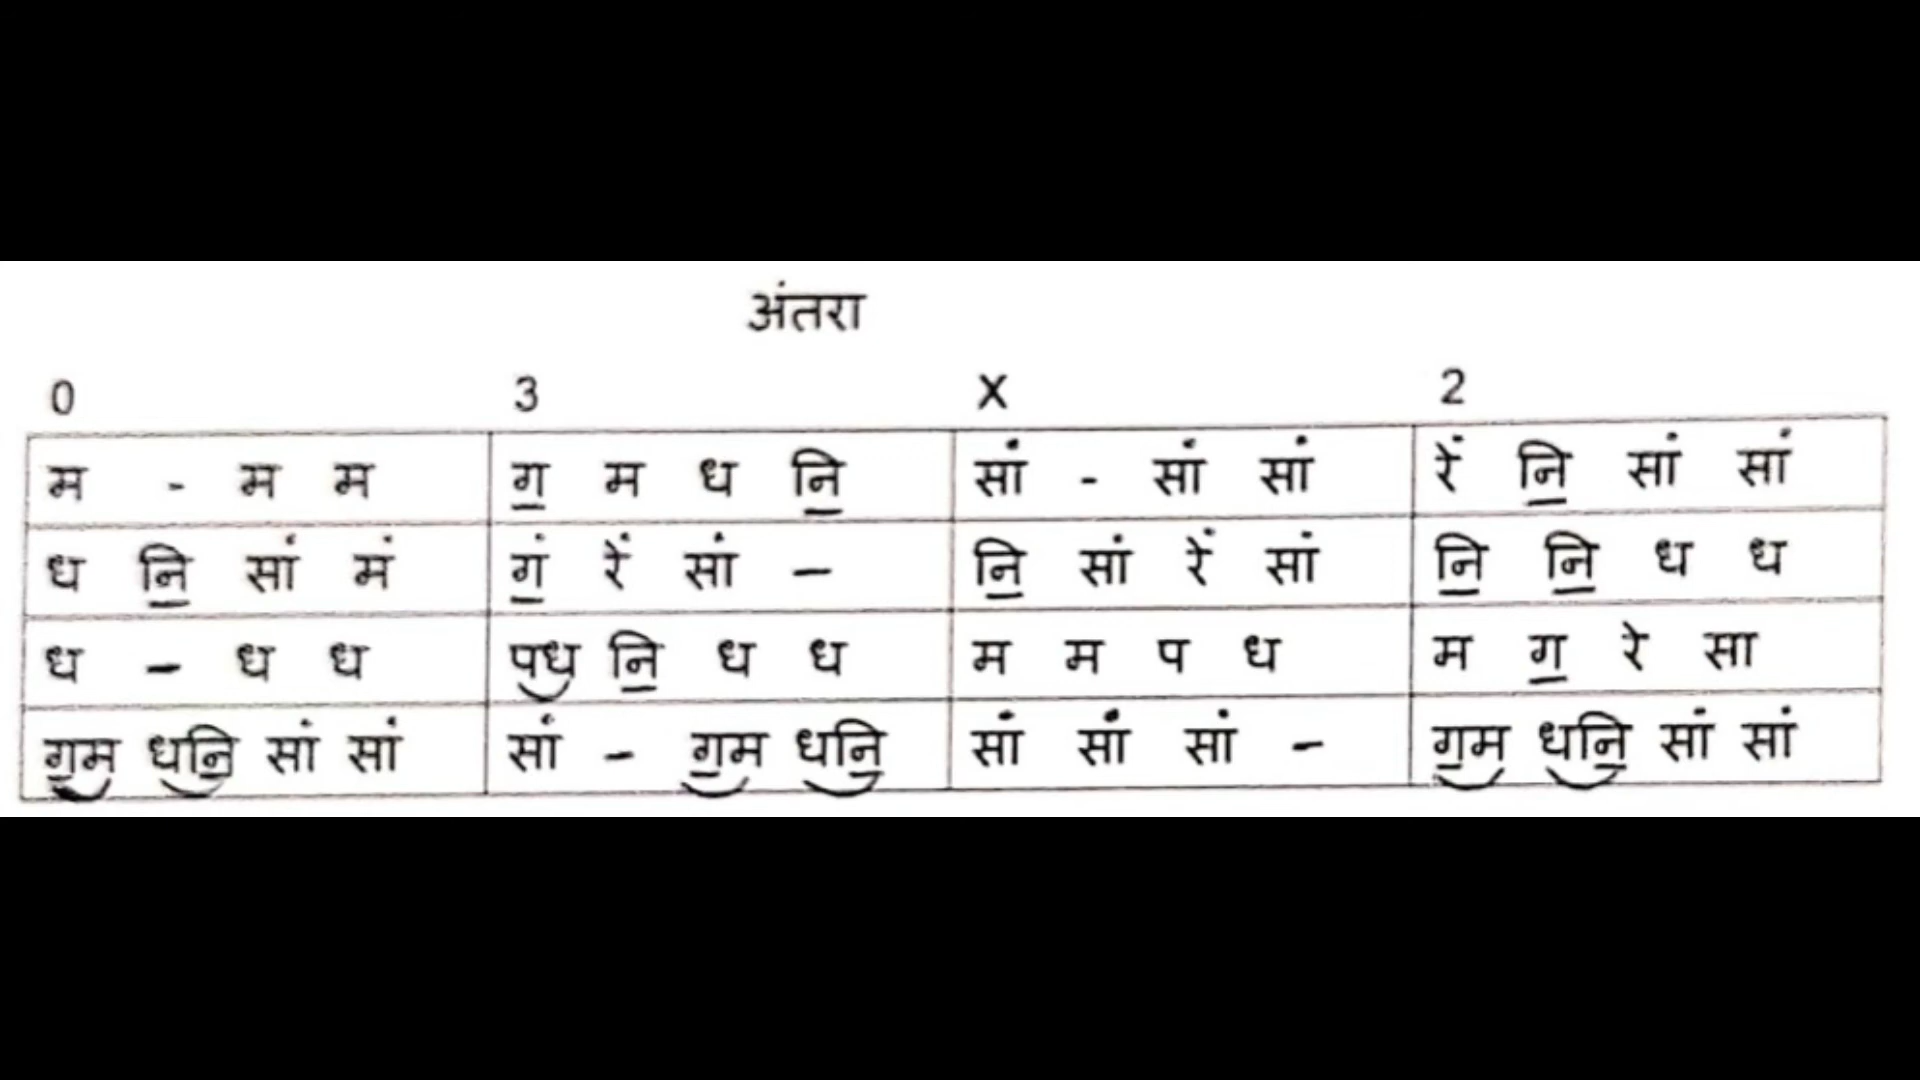 अंतरा
0 3 X 2
म - म म ग॒ म ध नि॒ सां - सां सां रें नि॒ सां सां
ध नि॒ सां मं गं॒ रें सां – नि॒ सां रें सां नि॒ नि॒ ध ध
ध – ध ध पध नि॒ ध ध म म प ध म ग॒ रे सा
ग॒म धनि॒ सां सां सां - ग॒म धनि॒ सां सां सां - ग॒म धनि॒ सां सां